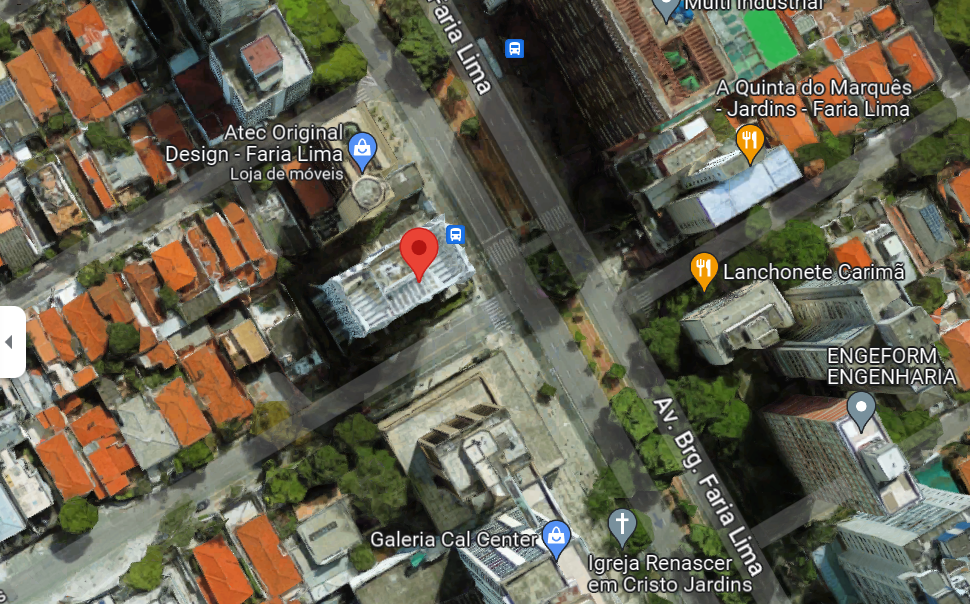 Multi Industrial
Faria Lima
A Quinta do Marquês
- Jardins - Faria Lima
Atec Original
Design - Faria Lima
Loja de móveis
Lanchonete Carimã
ENGEFORM
ENGENHARIA
Av. Brg. Faria Lima
Galeria Cal Center
Igreja Renascer
em Cristo Jardins
s